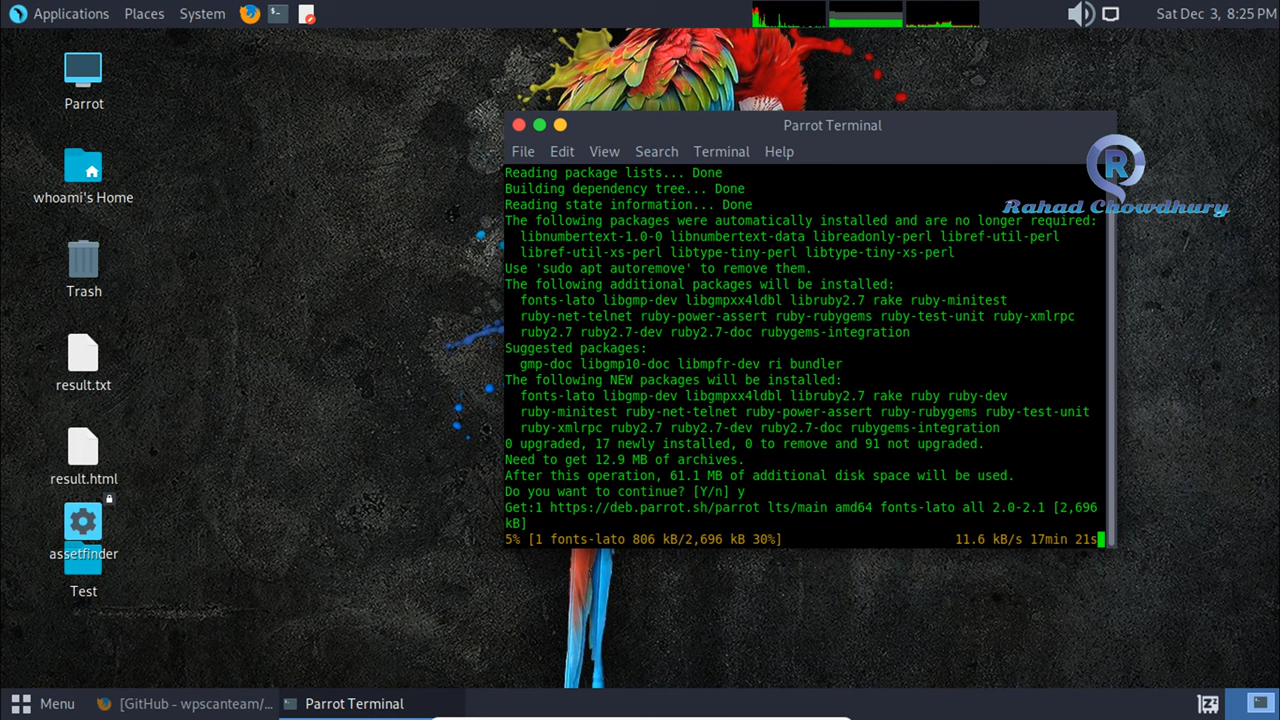 Applications Places System
Sat Dec 3, 8:25 PM
Parrot
whoami's Home
Trash
result.txt
result.html
assetfinder
Test
Parrot Terminal
File Edit View Search Terminal Help
R
Rahad Chowdhury
Reading package lists... Done
Building dependency tree... Done
Reading state information... Done
The following packages were automatically installed and are no longer required:
libnumbertext-1.0-0 libnumbertext-data libreadonly-perl libref-util-perl
libref-util-xs-perl libtype-tiny-perl libtype-tiny-xs-perl
Use 'sudo apt autoremove' to remove them.
The following additional packages will be installed:
fonts-lato libgmp-dev libgmpxx4ldbl libruby2.7 rake ruby-minitest
ruby-net-telnet ruby-power-assert ruby-rubygems ruby-test-unit ruby-xmlrpc
ruby2.7 ruby2.7-dev ruby2.7-doc rubygems-integration
Suggested packages:
gmp-doc libgmp10-doc libmpfr-dev ri bundler
The following NEW packages will be installed:
fonts-lato libgmp-dev libgmpxx4ldbl libruby2.7 rake ruby ruby-dev
ruby-minitest ruby-net-telnet ruby-power-assert ruby-rubygems ruby-test-unit
ruby-xmlrpc ruby2.7 ruby2.7-dev ruby2.7-doc rubygems-integration
0 upgraded, 17 newly installed, 0 to remove and 91 not upgraded.
Need to get 12.9 MB of archives.
After this operation, 61.1 MB of additional disk space will be used.
Do you want to continue? [Y/n] y
Get:1 https://deb.parrot.sh/parrot lts/main amd64 fonts-lato all 2.0-2.1 [2,696
kB]
5% [1 fonts-lato 806 kB/2,696 kB 30%] 11.6 kB/s 17min 21s
Menu [GitHub - wpscanteam/... Parrot Terminal